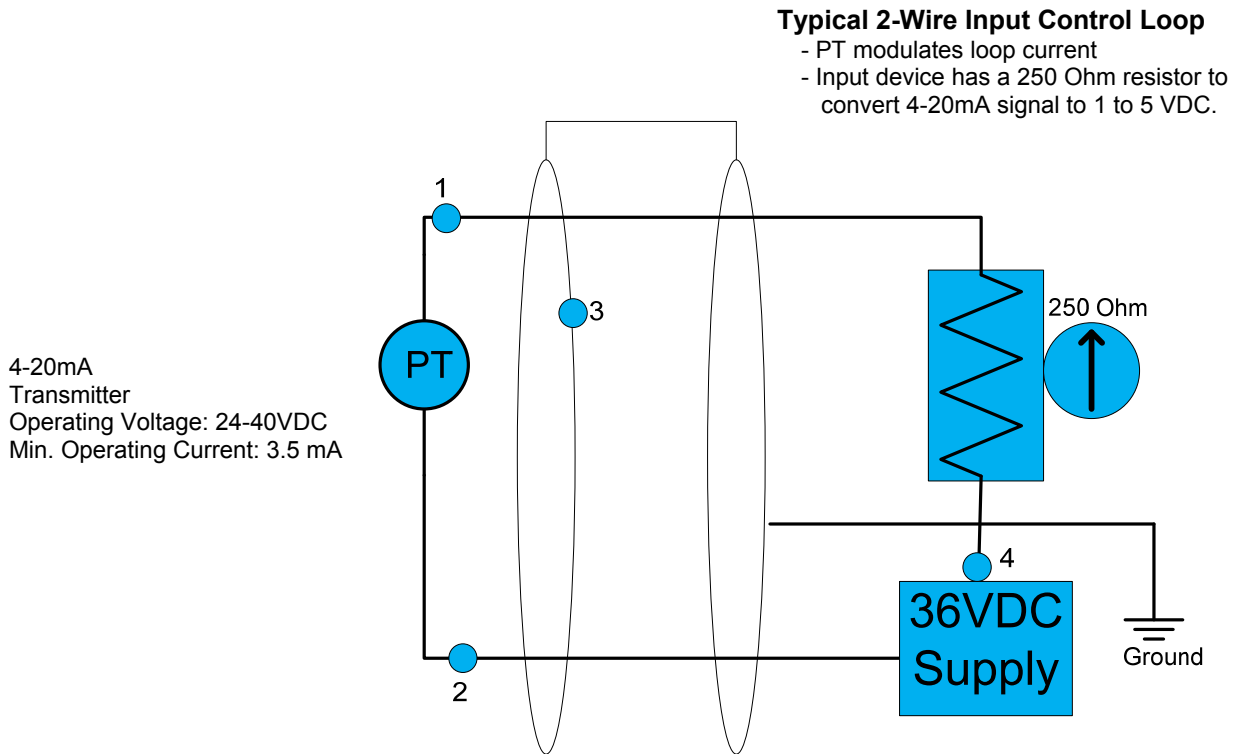 Typical 2-Wire Input Control Loop
- PT modulates loop current
- Input device has a 250 Ohm resistor to
convert 4-20mA signal to 1 to 5 VDC.
1
3
250 Ohm
PT
4-20mA
Transmitter
Operating Voltage: 24-40VDC
Min. Operating Current: 3.5 mA
4
36VDC
Supply
Ground
2